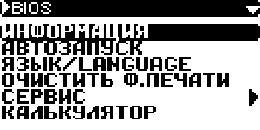 BIOS
ИНФОРМАЦИЯ
АВТОЗАПУСК
ЯЗЫК/LANGUAGE
ОЧИСТИТЬ Ф.ПЕЧАТИ
СЕРВИС
КАЛЬКУЛЯТОР